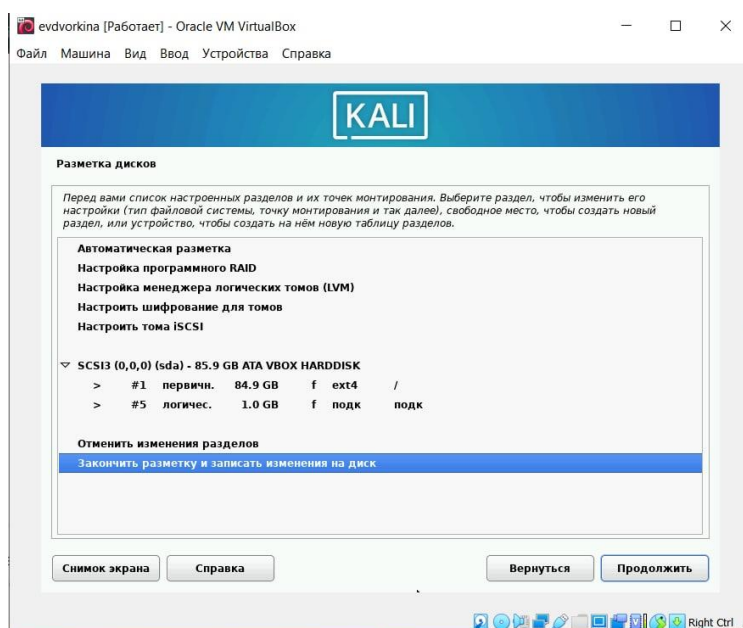 evdvorkina [Работает] - Oracle VM VirtualBox
Файл Машина Вид Ввод Устройства Справка
KALI
Разметка дисков
Перед вами список настроенных разделов и их точек монтирования. Выберите раздел, чтобы изменить его
настройки (тип файловой системы, точку монтирования и так далее), свободное место, чтобы создать новый
раздел, или устройство, чтобы создать на нём новую таблицу разделов.
Автоматическая разметка
Настройка программного RAID
Настройка менеджера логических томов (LVM)
Настроить шифрование для томов
Настроить тома iSCSI
SCSI3 (0,0,0) (sda) - 85.9 GB ATA VBOX HARDDISK
> #1 первичн. 84.9 GB f ext4 /
> #5 логичес. 1.0 GB f подк подк
Отменить изменения разделов
Закончить разметку и записать изменения на диск
Снимок экрана Справка Вернуться Продолжить
Right Ctrl